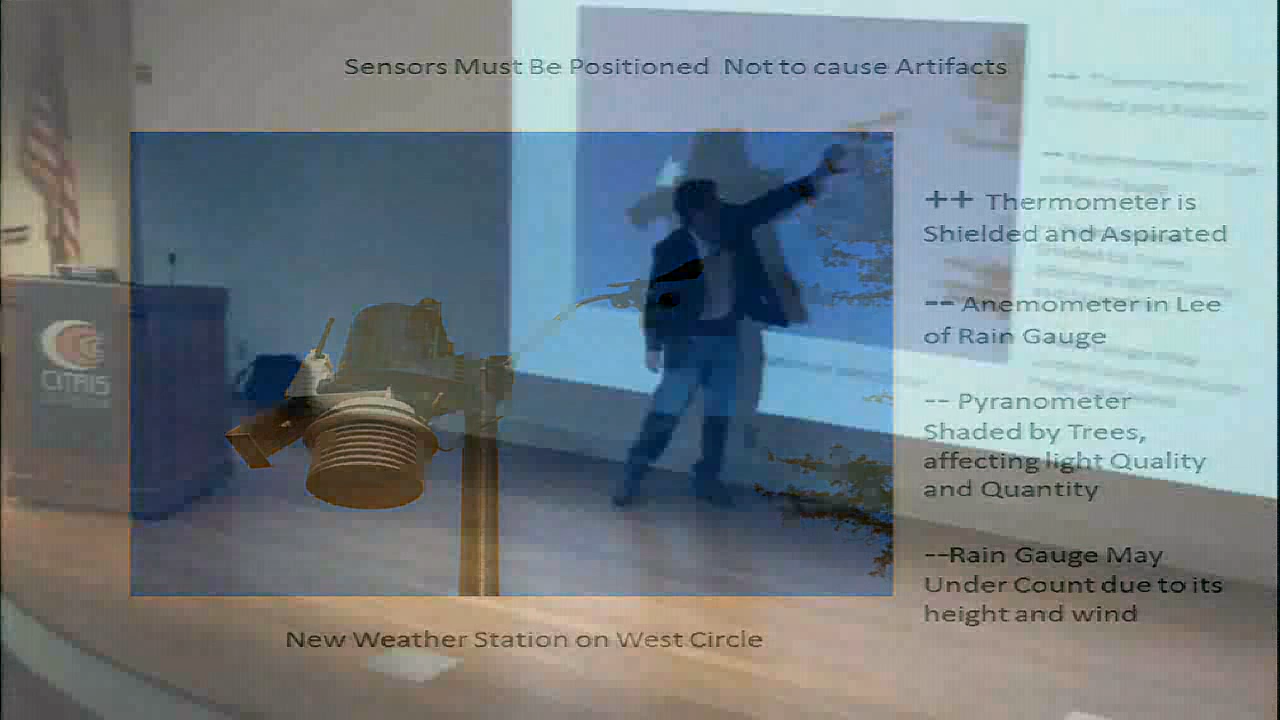 Sensors Must Be Positioned Not to cause Artifacts
++ Thermometer is
Shielded and Aspirated
-- Anemometer in Lee
of Rain Gauge
-- Pyranometer
Shaded by Trees,
affecting light Quality
and Quantity
--Rain Gauge May
Under Count due to its
height and wind
New Weather Station on West Circle
CITRIS